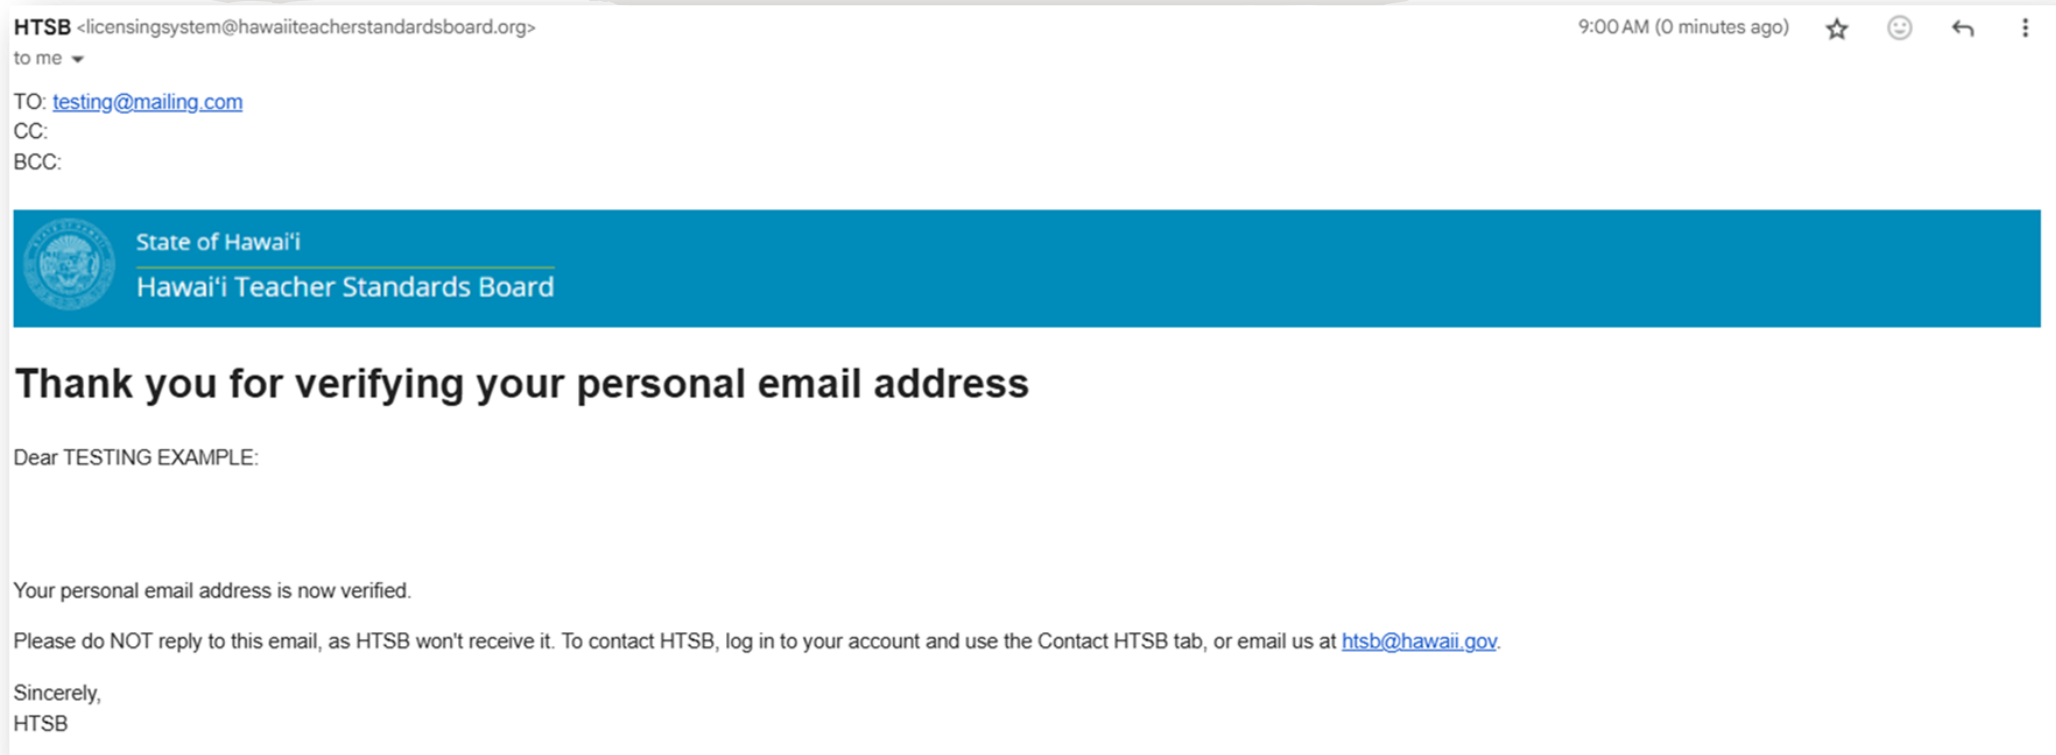 HTSB <licensingsystem@hawaiiteacherstandardsboard.org>
9:00 AM (0 minutes ago)
to me
TO: testing@mailing.com
CC:
BCC:
State of Hawaiʻi
Hawaiʻi Teacher Standards Board
Thank you for verifying your personal email address
Dear TESTING EXAMPLE:
Your personal email address is now verified.
Please do NOT reply to this email, as HTSB won't receive it. To contact HTSB, log in to your account and use the Contact HTSB tab, or email us at htsb@hawaii.gov.
Sincerely,
HTSB